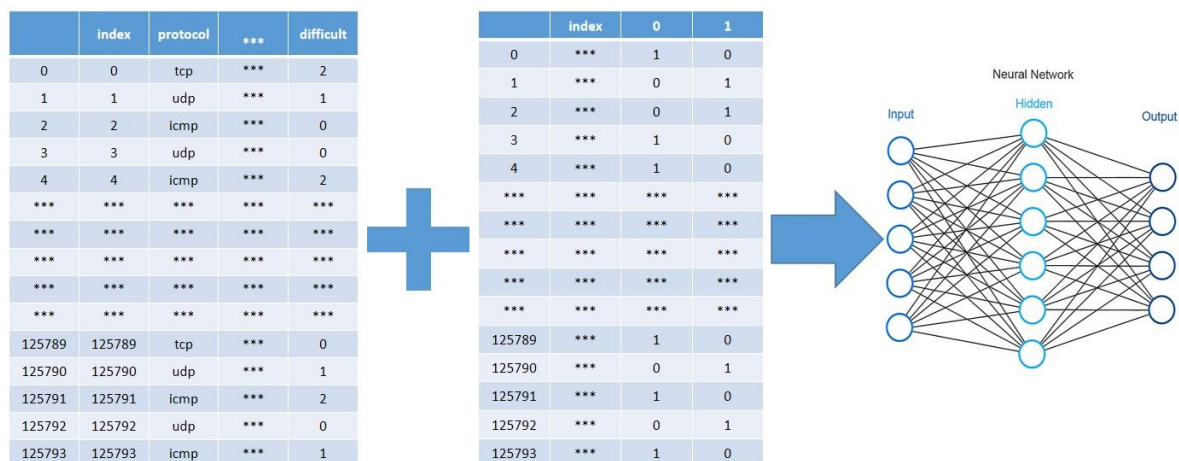 index protocol *** difficult
0 0 tcp *** 2
1 1 udp *** 1
2 2 icmp *** 0
3 3 udp *** 0
4 4 icmp *** 2
*** *** *** *** ***
*** *** *** *** ***
*** *** *** *** ***
*** *** *** *** ***
*** *** *** *** ***
125789 125789 tcp *** 0
125790 125790 udp *** 1
125791 125791 icmp *** 2
125792 125792 udp *** 0
125793 125793 icmp *** 1
index 0 1
0 *** 1 0
1 *** 0 1
2 *** 0 1
3 *** 1 0
4 *** 1 0
*** *** *** ***
*** *** *** ***
*** *** *** ***
*** *** *** ***
*** *** *** ***
125789 *** 1 0
125790 *** 0 1
125791 *** 1 0
125792 *** 0 1
125793 *** 1 0
Neural Network
Input Hidden Output